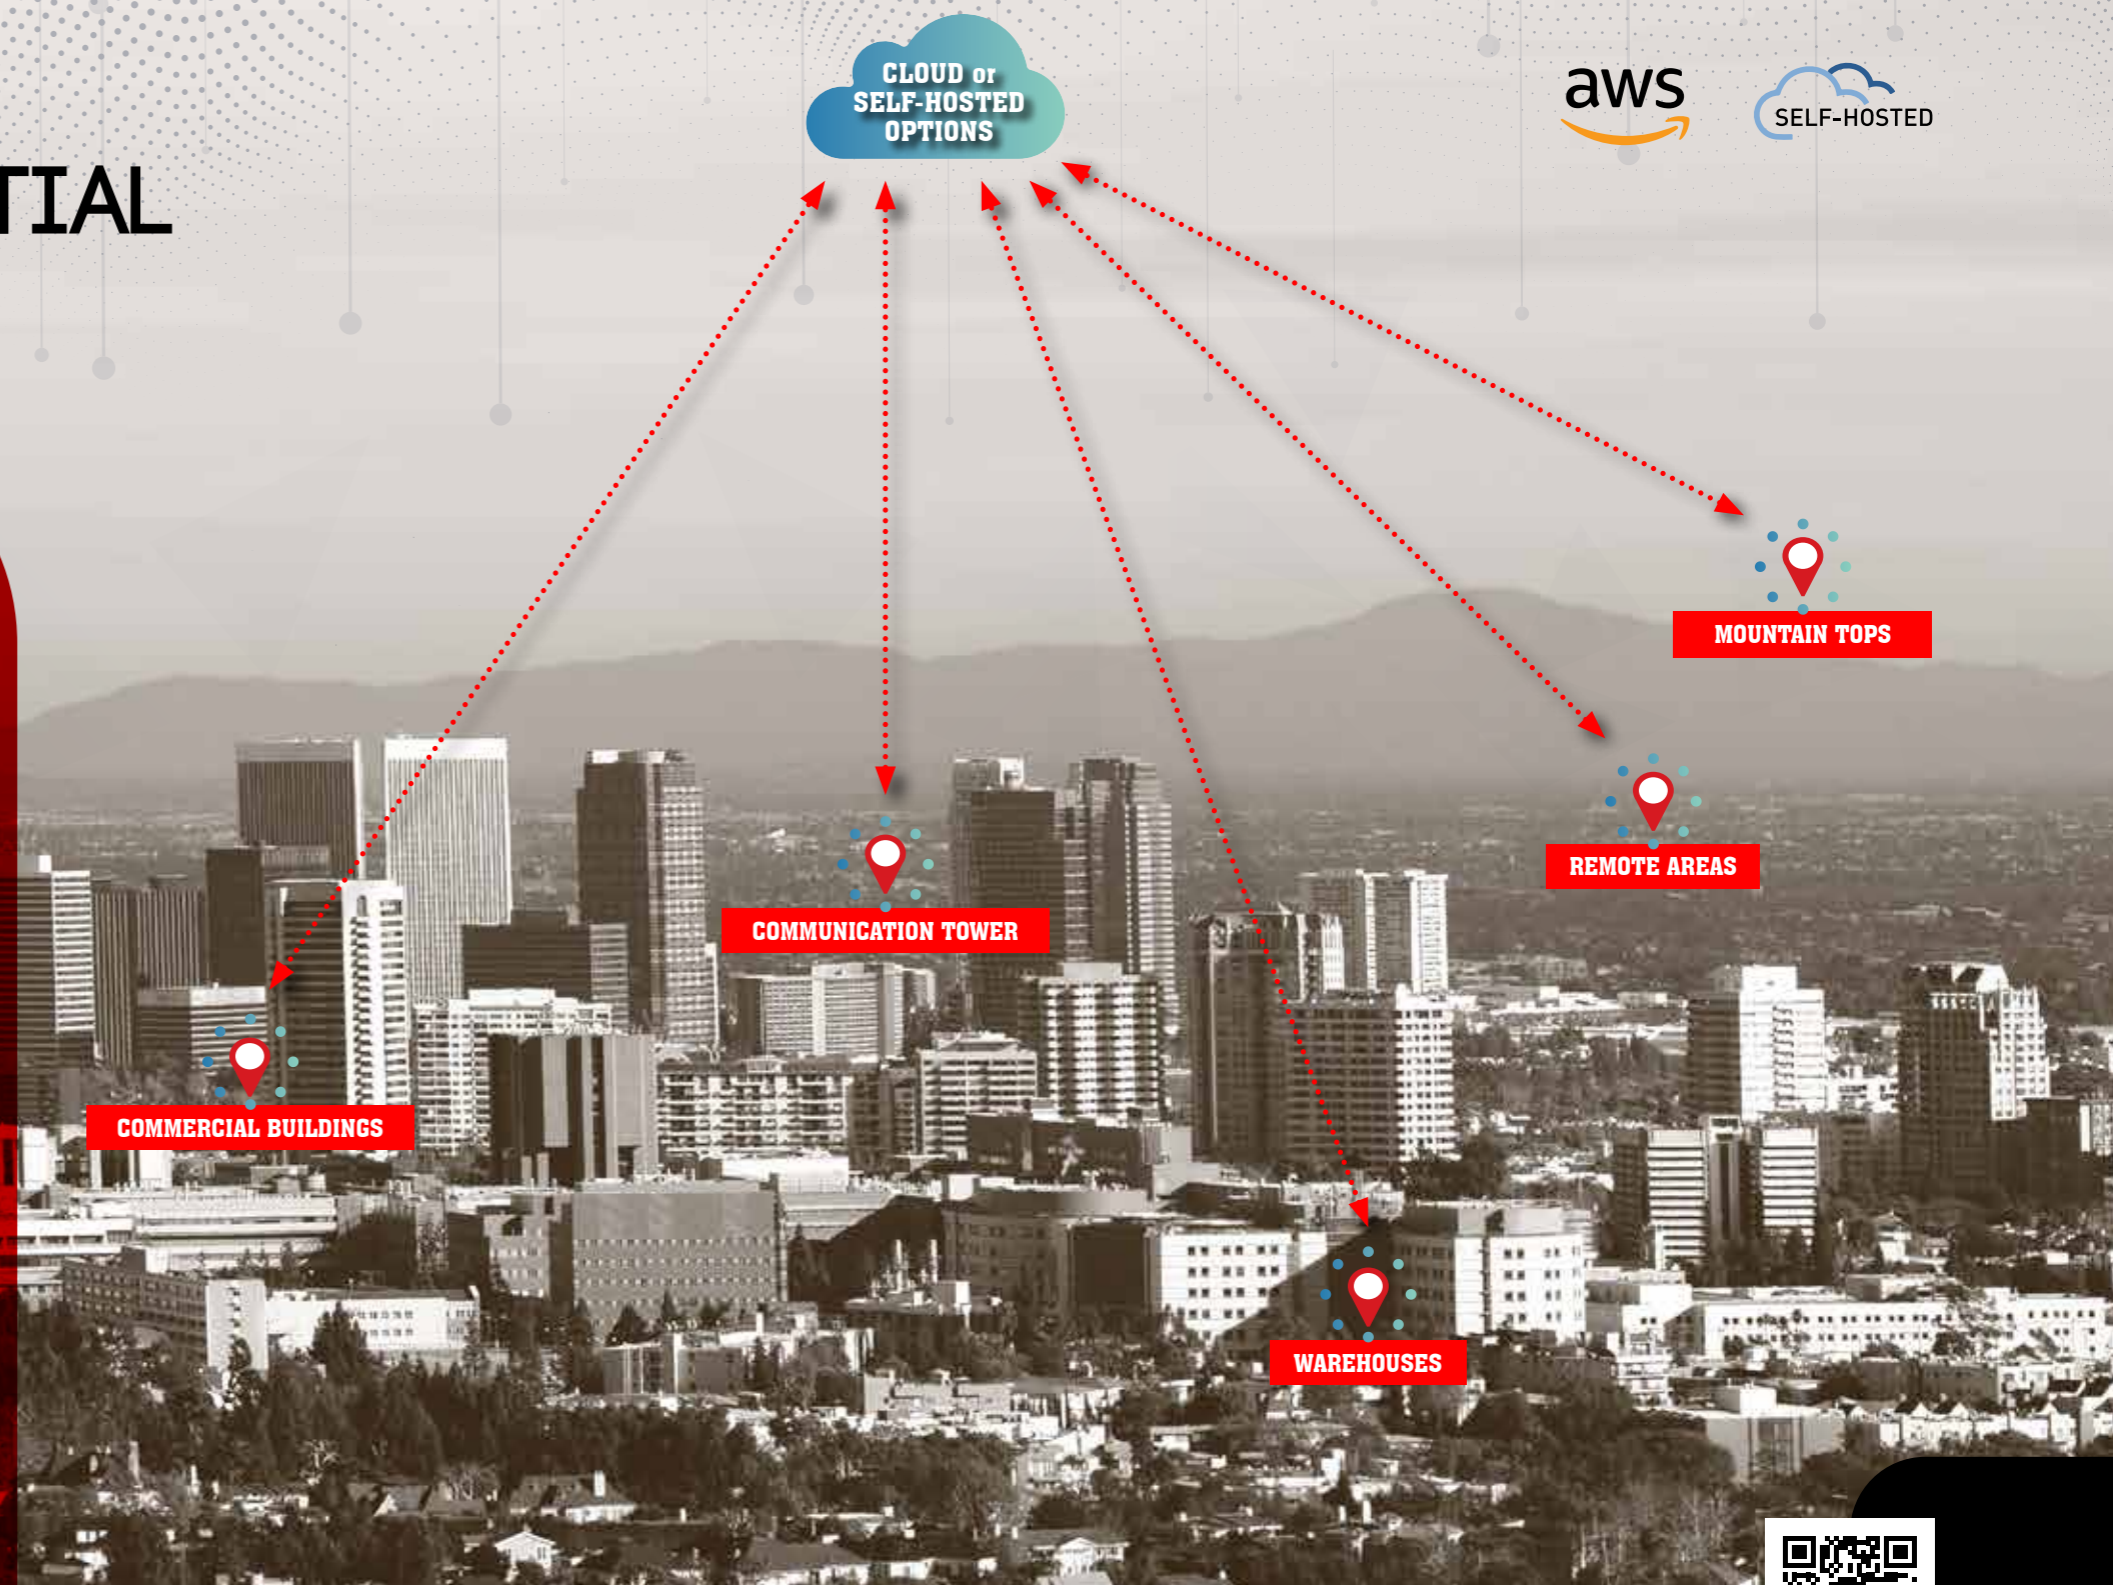 CLOUD or
SELF-HOSTED
OPTIONS
aws
SELF-HOSTED
TIAL
MOUNTAIN TOPS
REMOTE AREAS
COMMUNICATION TOWER
COMMERCIAL BUILDINGS
WAREHOUSES